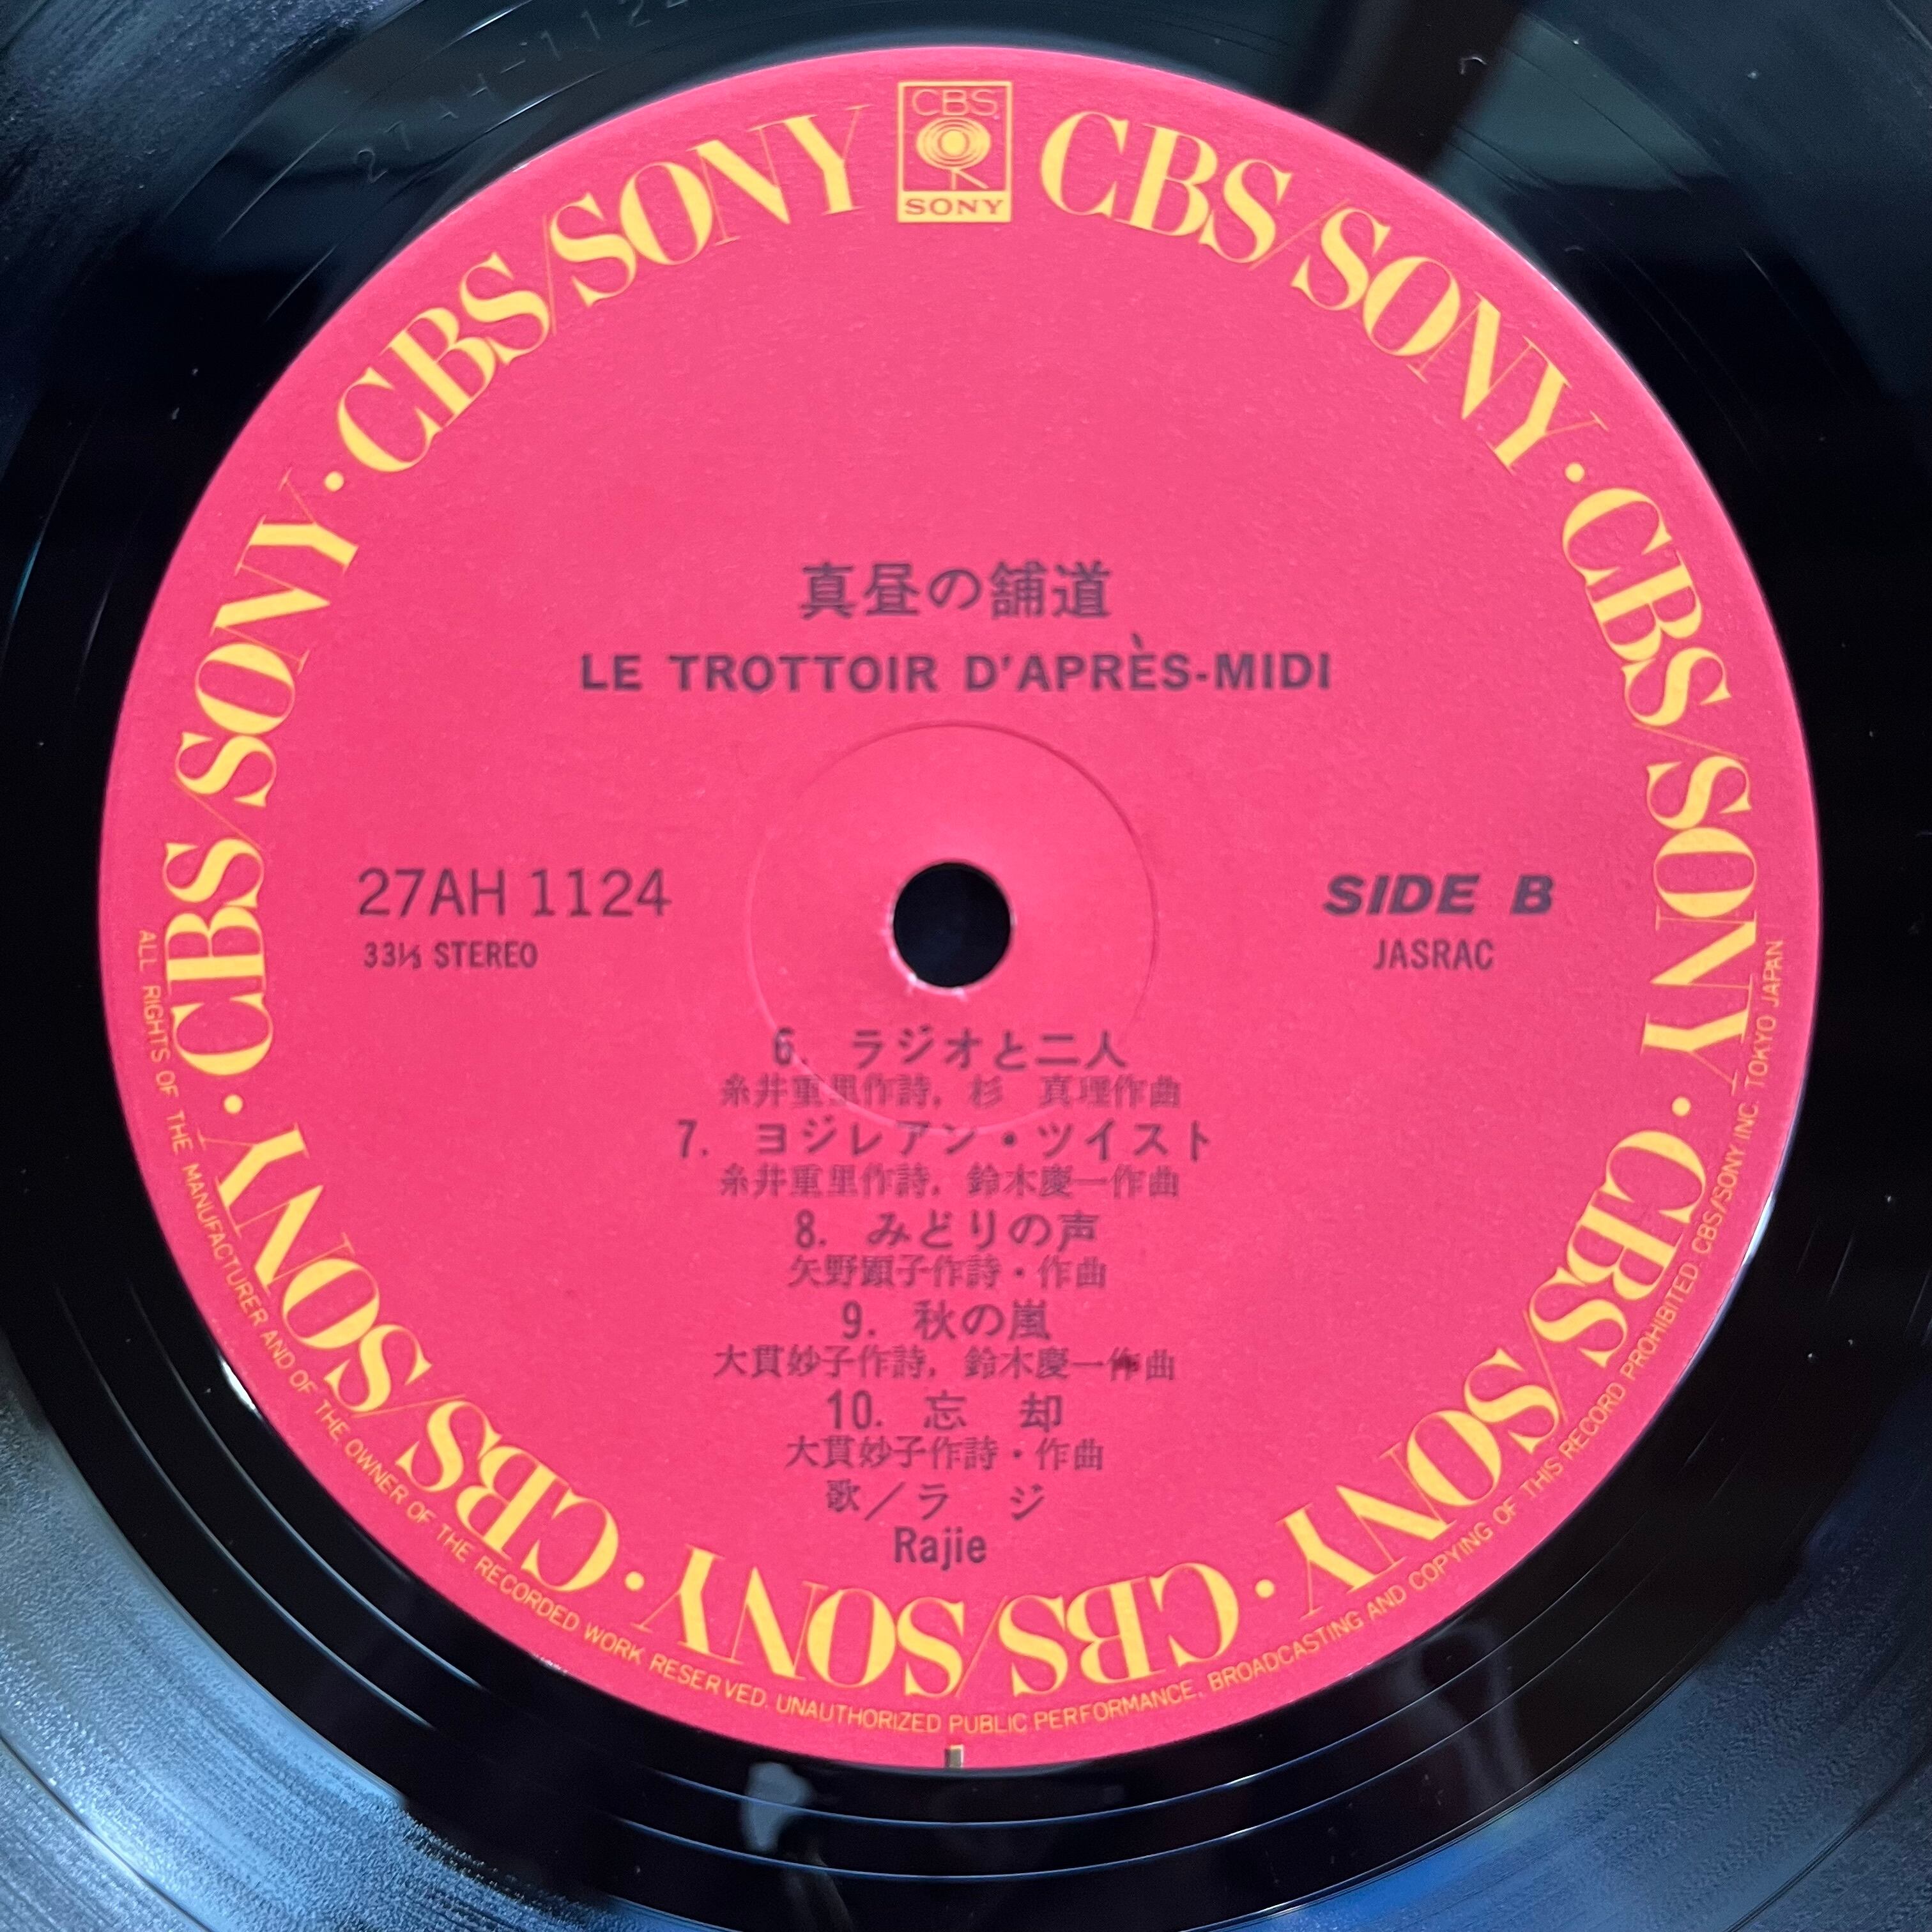 27AH-112
CBS
SONY
CBS/SONY · CBS/SONY · CBS/SONY · CBS/SONY · CBS/SONY · CBS/SONY · CBS/SONY · CBS/SONY
真昼の舗道
LE TROTTOIR D'APRÈS-MIDI
27AH 1124
SIDE B
33⅓ STEREO
JASRAC
6. ラジオと二人
糸井重里作詩, 杉 真理作曲
7. ヨジレアン・ツイスト
糸井重里作詩, 鈴木慶一作曲
8. みどりの声
矢野顕子作詩・作曲
9. 秋の嵐
大貫妙子作詩, 鈴木慶一作曲
10. 忘 却
大貫妙子作詩・作曲
歌／ラ ジ
Rajie
ALL RIGHTS OF THE MANUFACTURER AND OF THE OWNER OF THE RECORDED WORK RESERVED. UNAUTHORIZED PUBLIC PERFORMANCE, BROADCASTING AND COPYING OF THIS RECORD PROHIBITED. CBS/SONY INC. TOKYO JAPAN